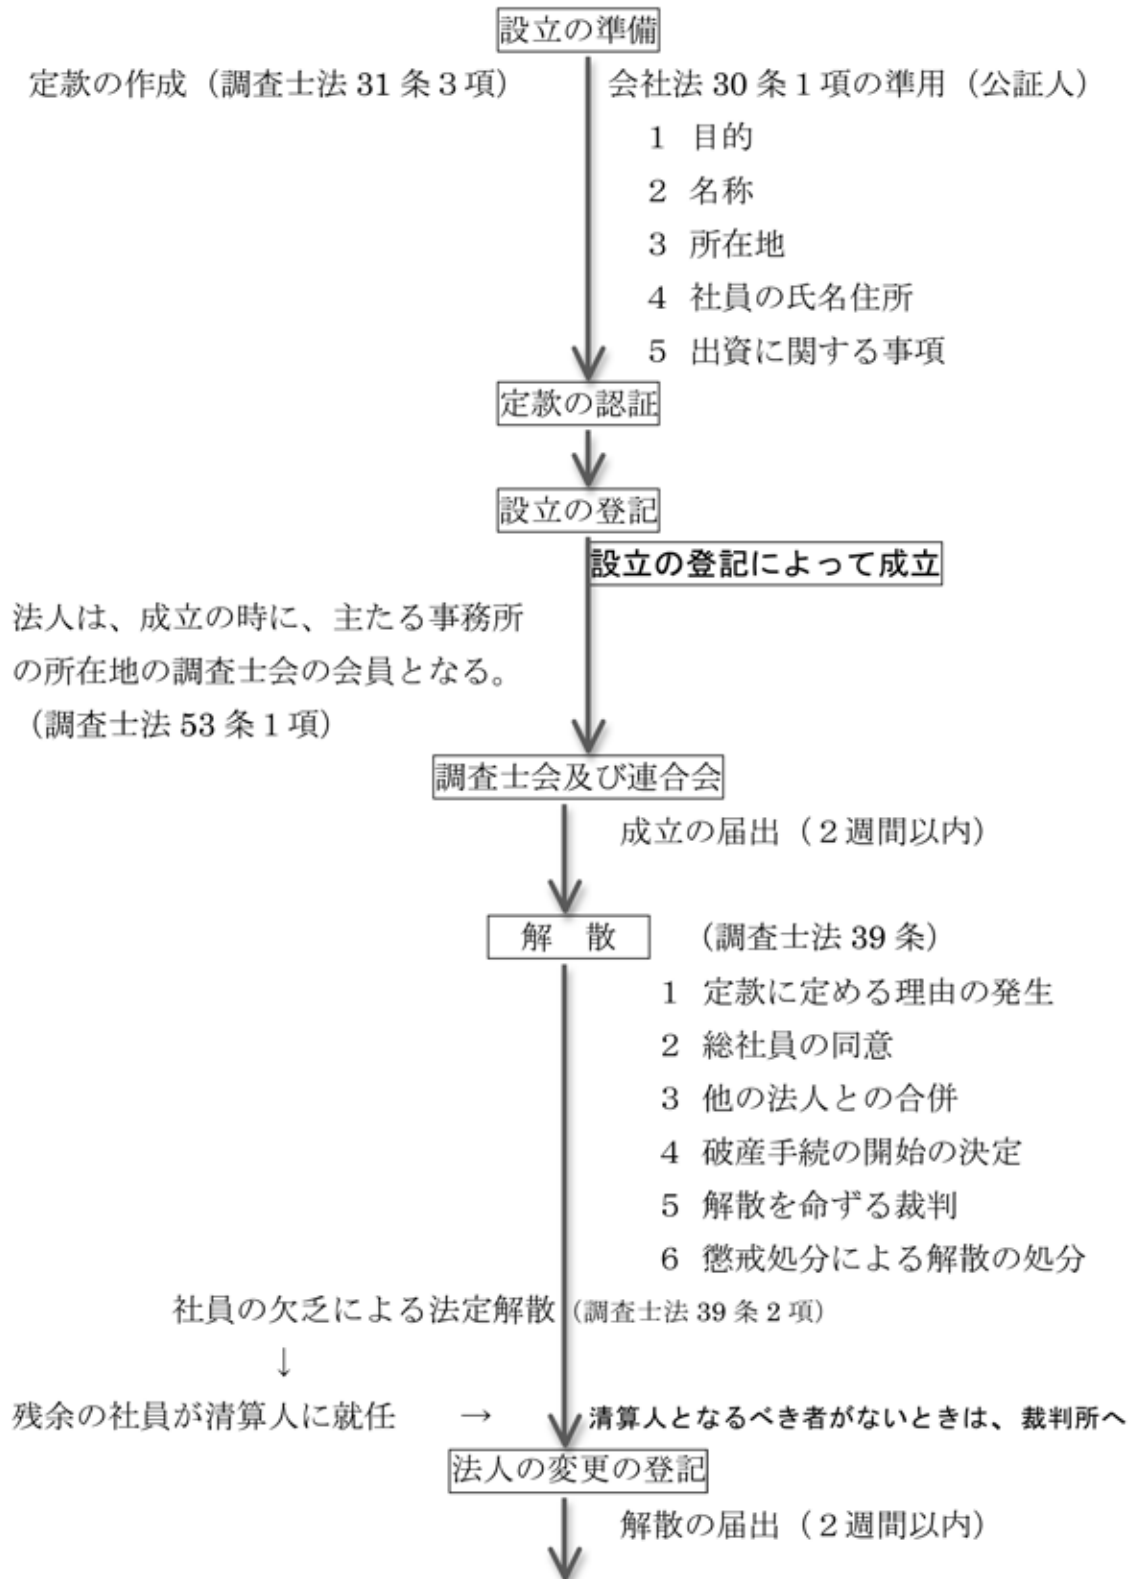 設立の準備
定款の作成（調査士法 31 条３項） 会社法 30 条１項の準用（公証人）
１ 目的
２ 名称
３ 所在地
４ 社員の氏名住所
５ 出資に関する事項
定款の認証
設立の登記
設立の登記によって成立
法人は、成立の時に、主たる事務所
の所在地の調査士会の会員となる。
（調査士法 53 条１項）
調査士会及び連合会
成立の届出（２週間以内）
解　散 （調査士法 39 条）
１ 定款に定める理由の発生
２ 総社員の同意
３ 他の法人との合併
４ 破産手続の開始の決定
５ 解散を命ずる裁判
６ 懲戒処分による解散の処分
社員の欠乏による法定解散（調査士法 39 条２項）
↓
残余の社員が清算人に就任　→　清算人となるべき者がないときは、裁判所へ
法人の変更の登記
解散の届出（２週間以内）